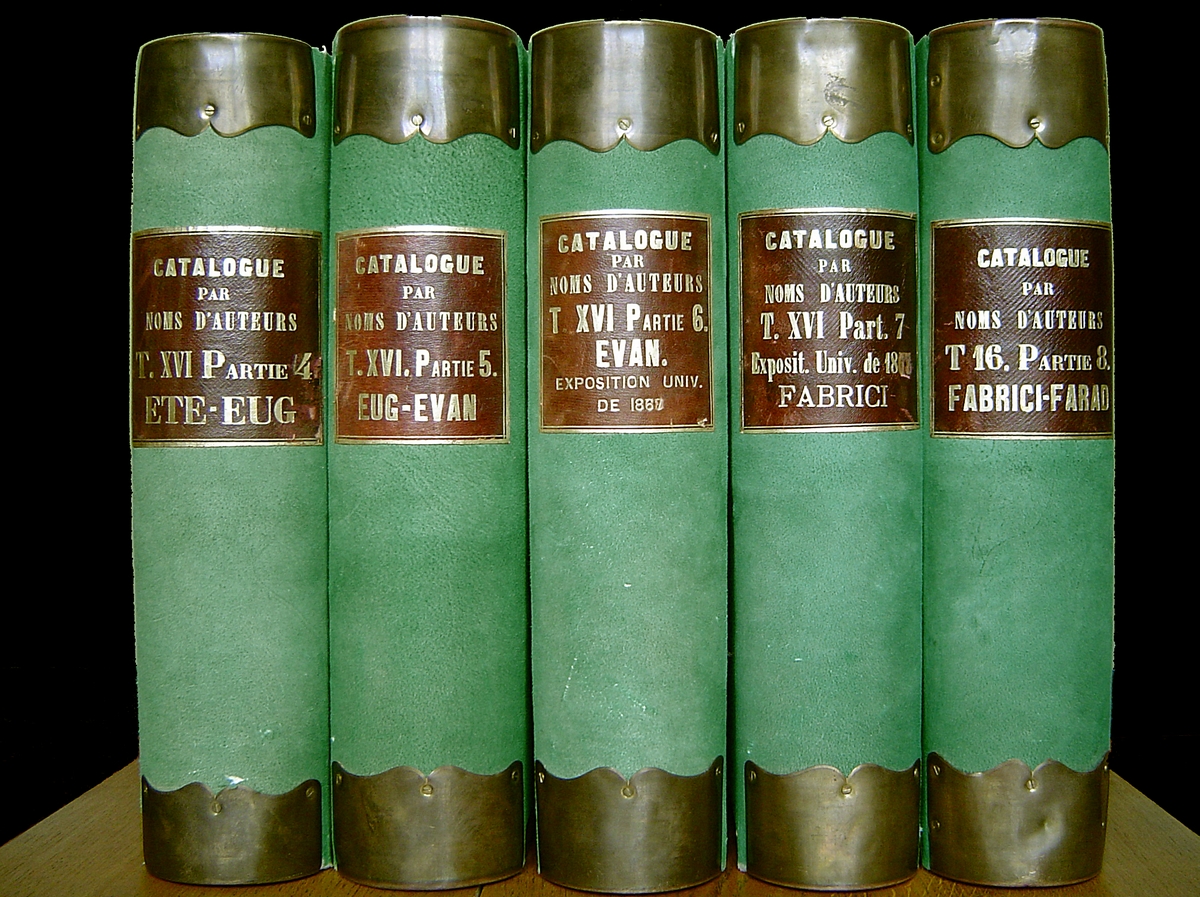 CATALOGUE
PAR
NOMS D'AUTEURS
T. XVI PARTIE 4.
ETE-EUG
CATALOGUE
PAR
NOMS D'AUTEURS
T. XVI. PARTIE 5.
EUG-EVAN
CATALOGUE
PAR
NOMS D'AUTEURS
T XVI PARTIE 6.
EVAN.
EXPOSITION UNIV.
DE 1867
CATALOGUE
PAR
NOMS D'AUTEURS
T. XVI Part. 7
Exposit. Univ. de
FABRICI
CATALOGUE
PAR
NOMS D'AUTEURS
T 16. PARTIE 8.
FABRICI-FARAD